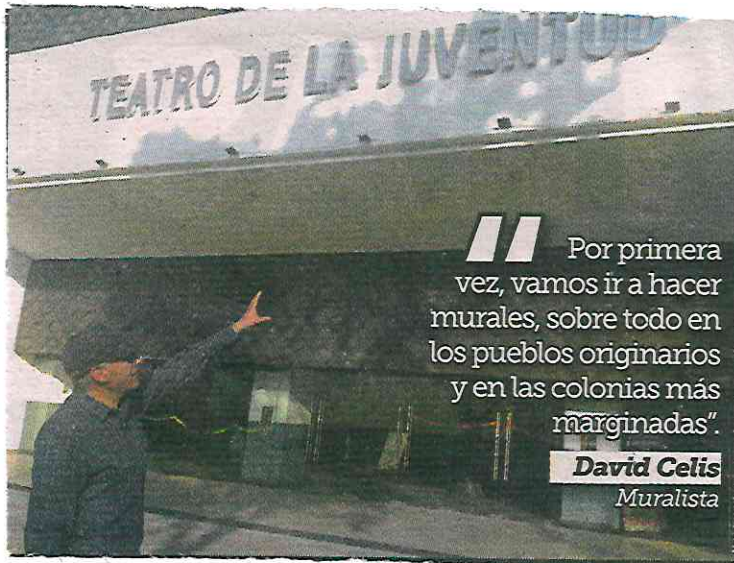 TEATRO DE LA JUVENTUD
" Por primera
vez, vamos ir a hacer
murales, sobre todo en
los pueblos originarios
y en las colonias más
marginadas".
David Celis
Muralista